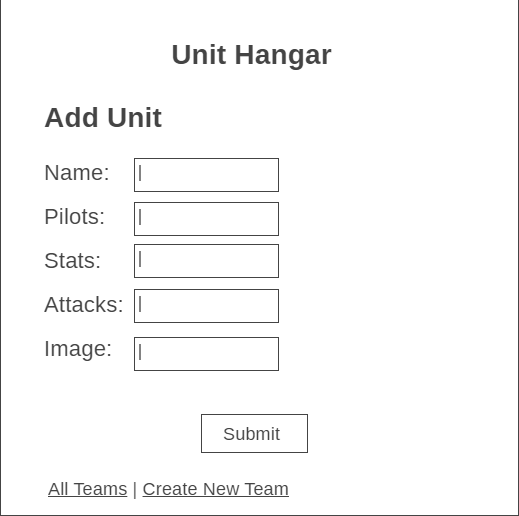 Unit Hangar
Add Unit
Name:
Pilots:
Stats:
Attacks:
Image:
Submit
All Teams | Create New Team